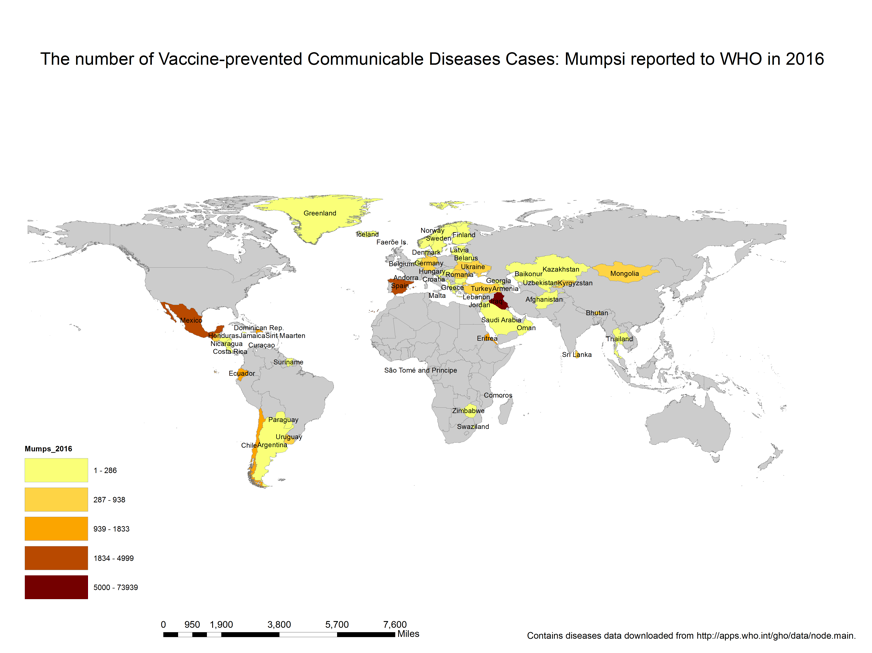 The number of Vaccine-prevented Communicable Diseases Cases: Mumpsi reported to WHO in 2016
Greenland
Iceland
Faerõe Is.
Norway
Sweden
Finland
Denmark
Latvia
Belarus
Belgium
Germany
Ukraine
Hungary
Romania
Andorra
Croatia
Spain
Greece
Malta
Georgia
Turkey
Armenia
Lebanon
Jordan
Baikonur
Kazakhstan
Uzbekistan
Kyrgyzstan
Mongolia
Afghanistan
Saudi Arabia
Oman
Bhutan
Thailand
Sri Lanka
Eritrea
São Tomé and Principe
Comoros
Zimbabwe
Swaziland
Mexico
Dominican Rep.
Honduras
Jamaica
Sint Maarten
Nicaragua
Curaçao
Costa Rica
Suriname
Ecuador
Paraguay
Uruguay
Chile
Argentina
Mumps_2016
1 - 286
287 - 938
939 - 1833
1834 - 4999
5000 - 73939
0 950 1,900 3,800 5,700 7,600
Miles
Contains diseases data downloaded from http://apps.who.int/gho/data/node.main.